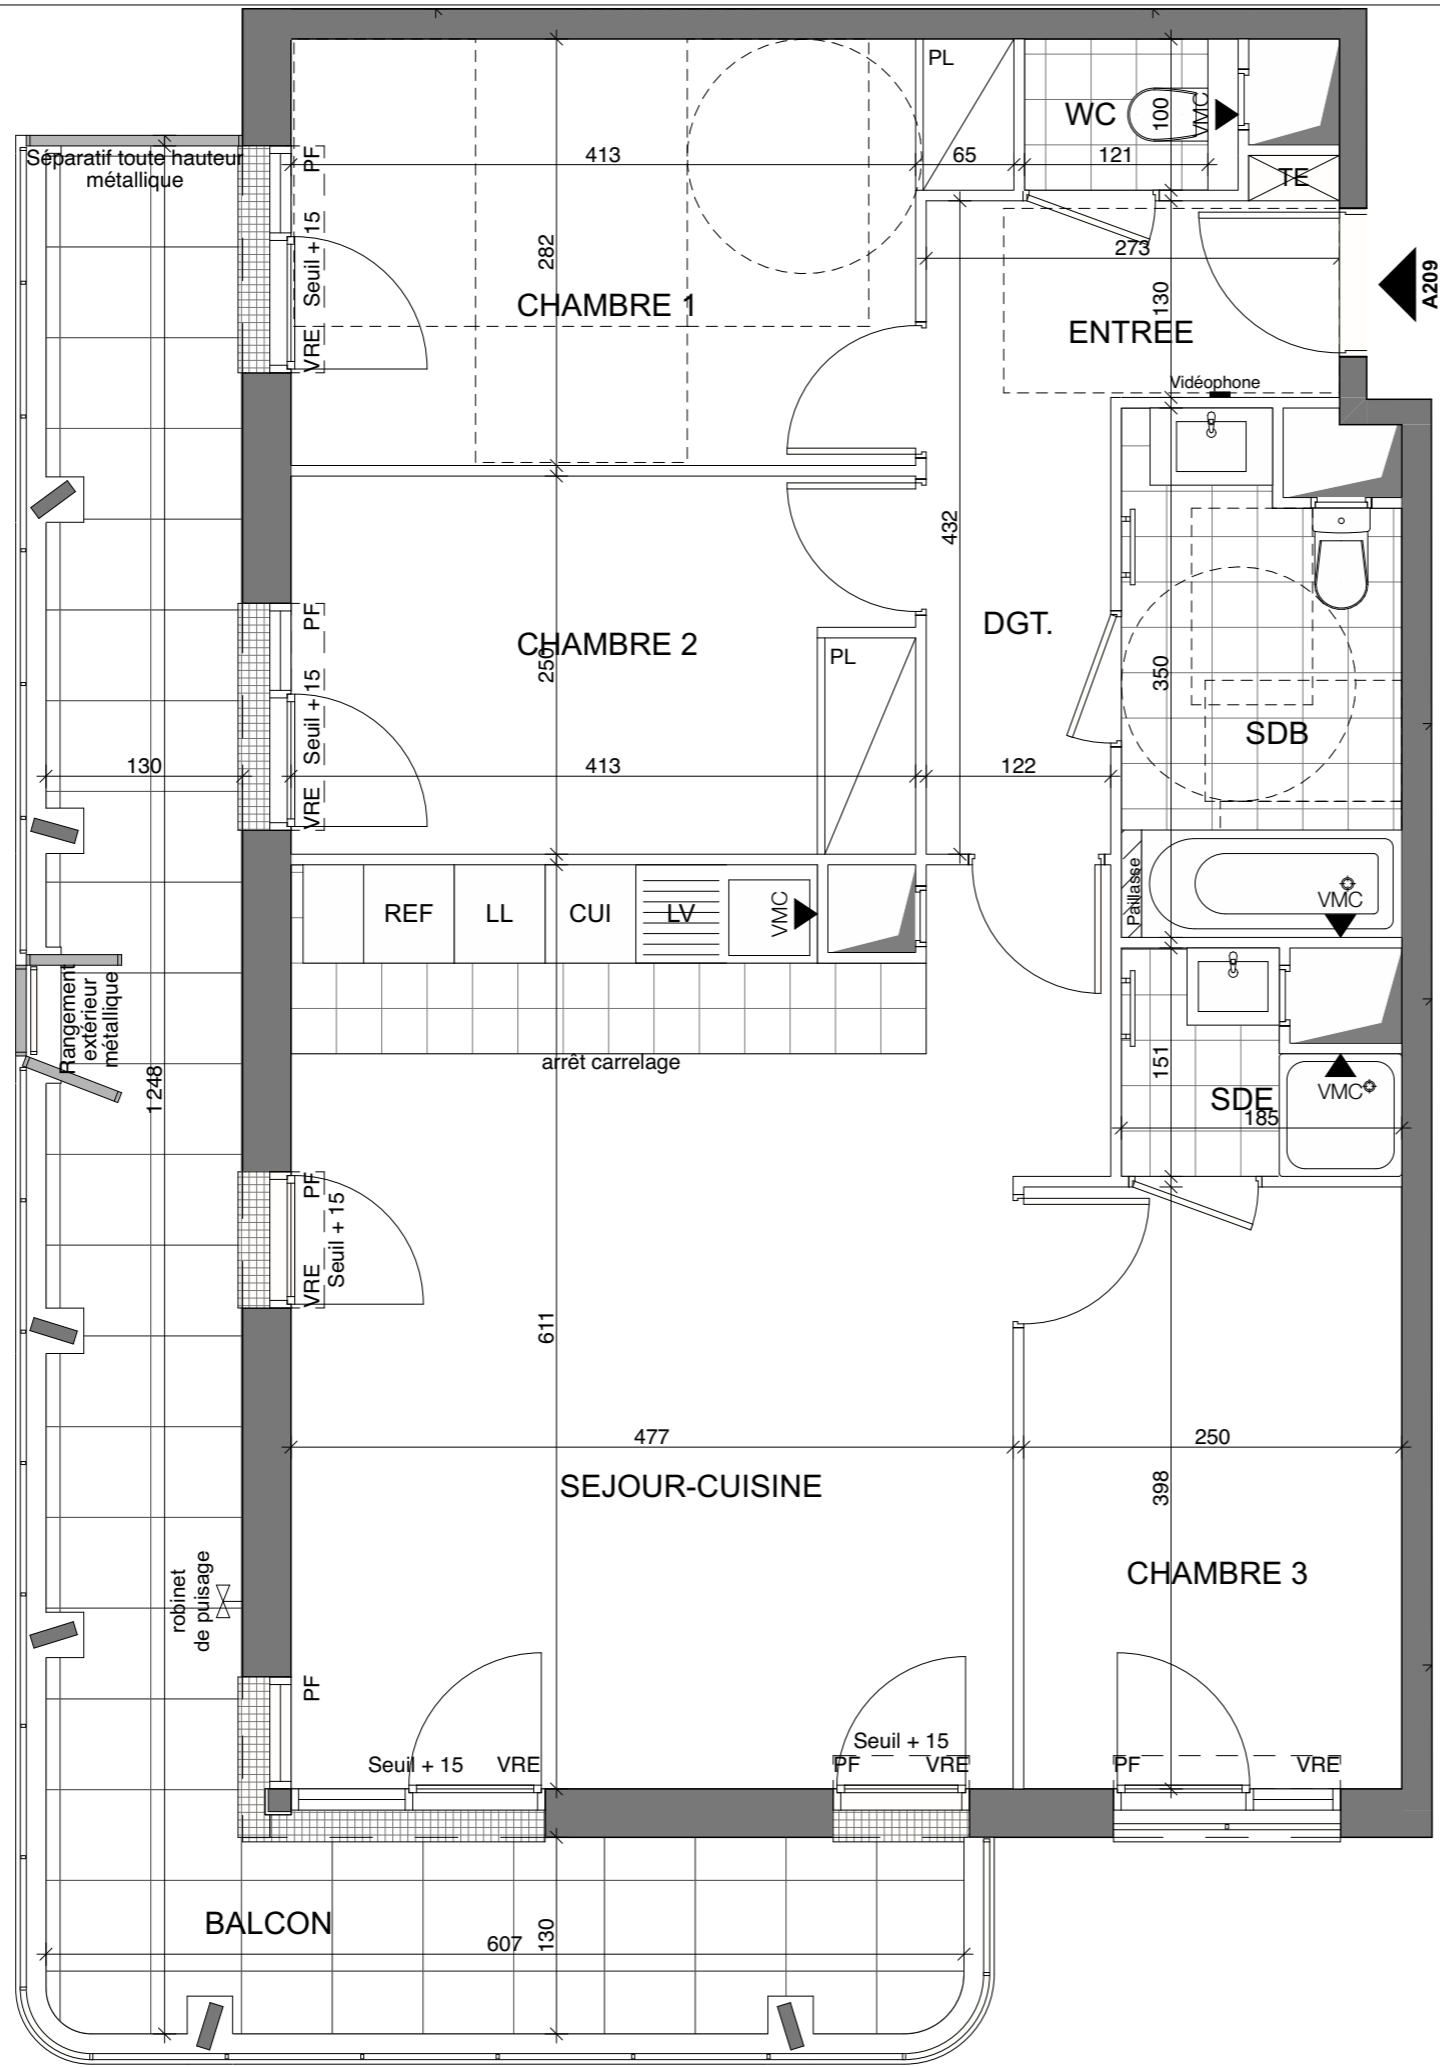 PL
WC
100
VMC
Séparatif toute hauteur
métallique
PF
413
65
121
TE
Seuil + 15
282
273
CHAMBRE 1
130
ENTREE
A209
VRE
Vidéophone
432
PF
CHAMBRE 2
250
PL
DGT.
350
Seuil + 15
SDB
130
413
122
VRE
REF
LL
CUI
LV
VMC
Paillasse
VMC
Rangement
extérieur
métallique
arrêt carrelage
1248
151
SDE
VMC
185
PF
Seuil + 15
VRE
611
477
250
SEJOUR-CUISINE
398
CHAMBRE 3
robinet
de puisage
PF
Seuil + 15
VRE
Seuil + 15
PF
VRE
PF
VRE
BALCON
607
130